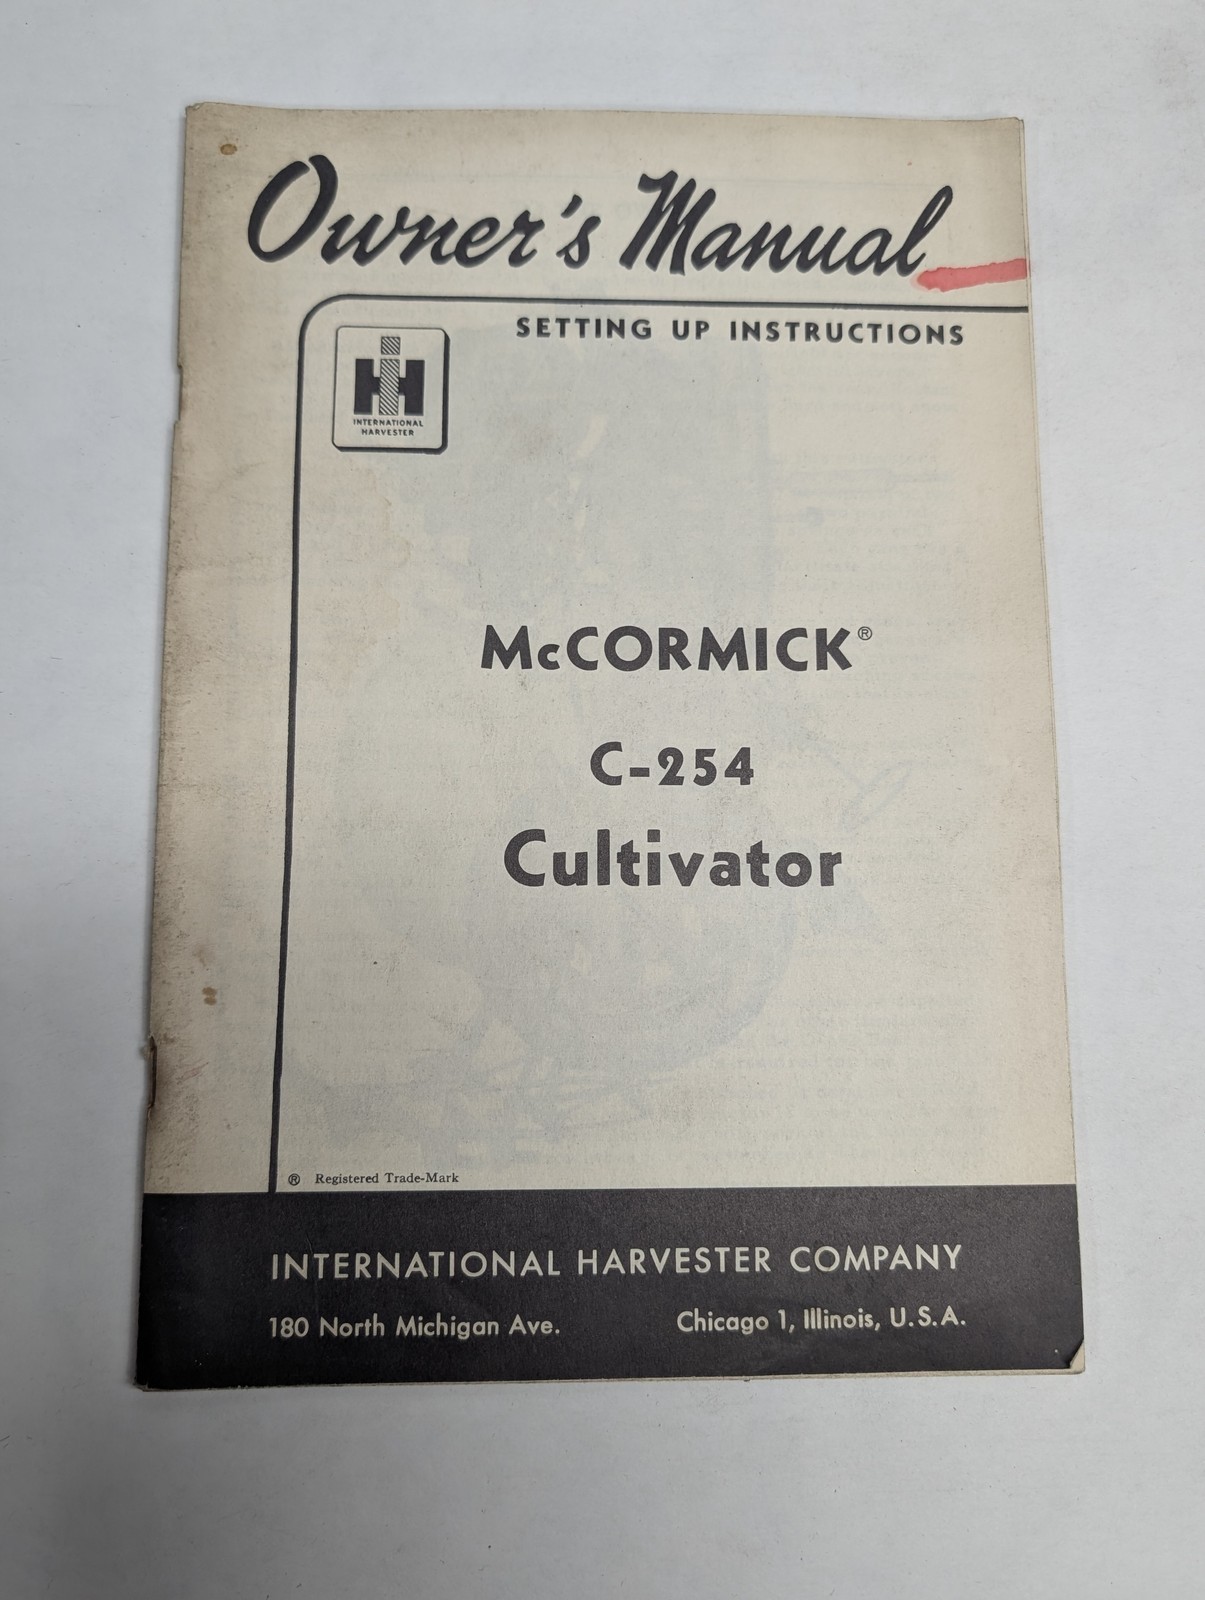 Owner's Manual
SETTING UP INSTRUCTIONS
IH
INTERNATIONAL
HARVESTER
McCORMICK®
C-254
Cultivator
® Registered Trade-Mark
INTERNATIONAL HARVESTER COMPANY
180 North Michigan Ave. Chicago 1, Illinois, U.S.A.